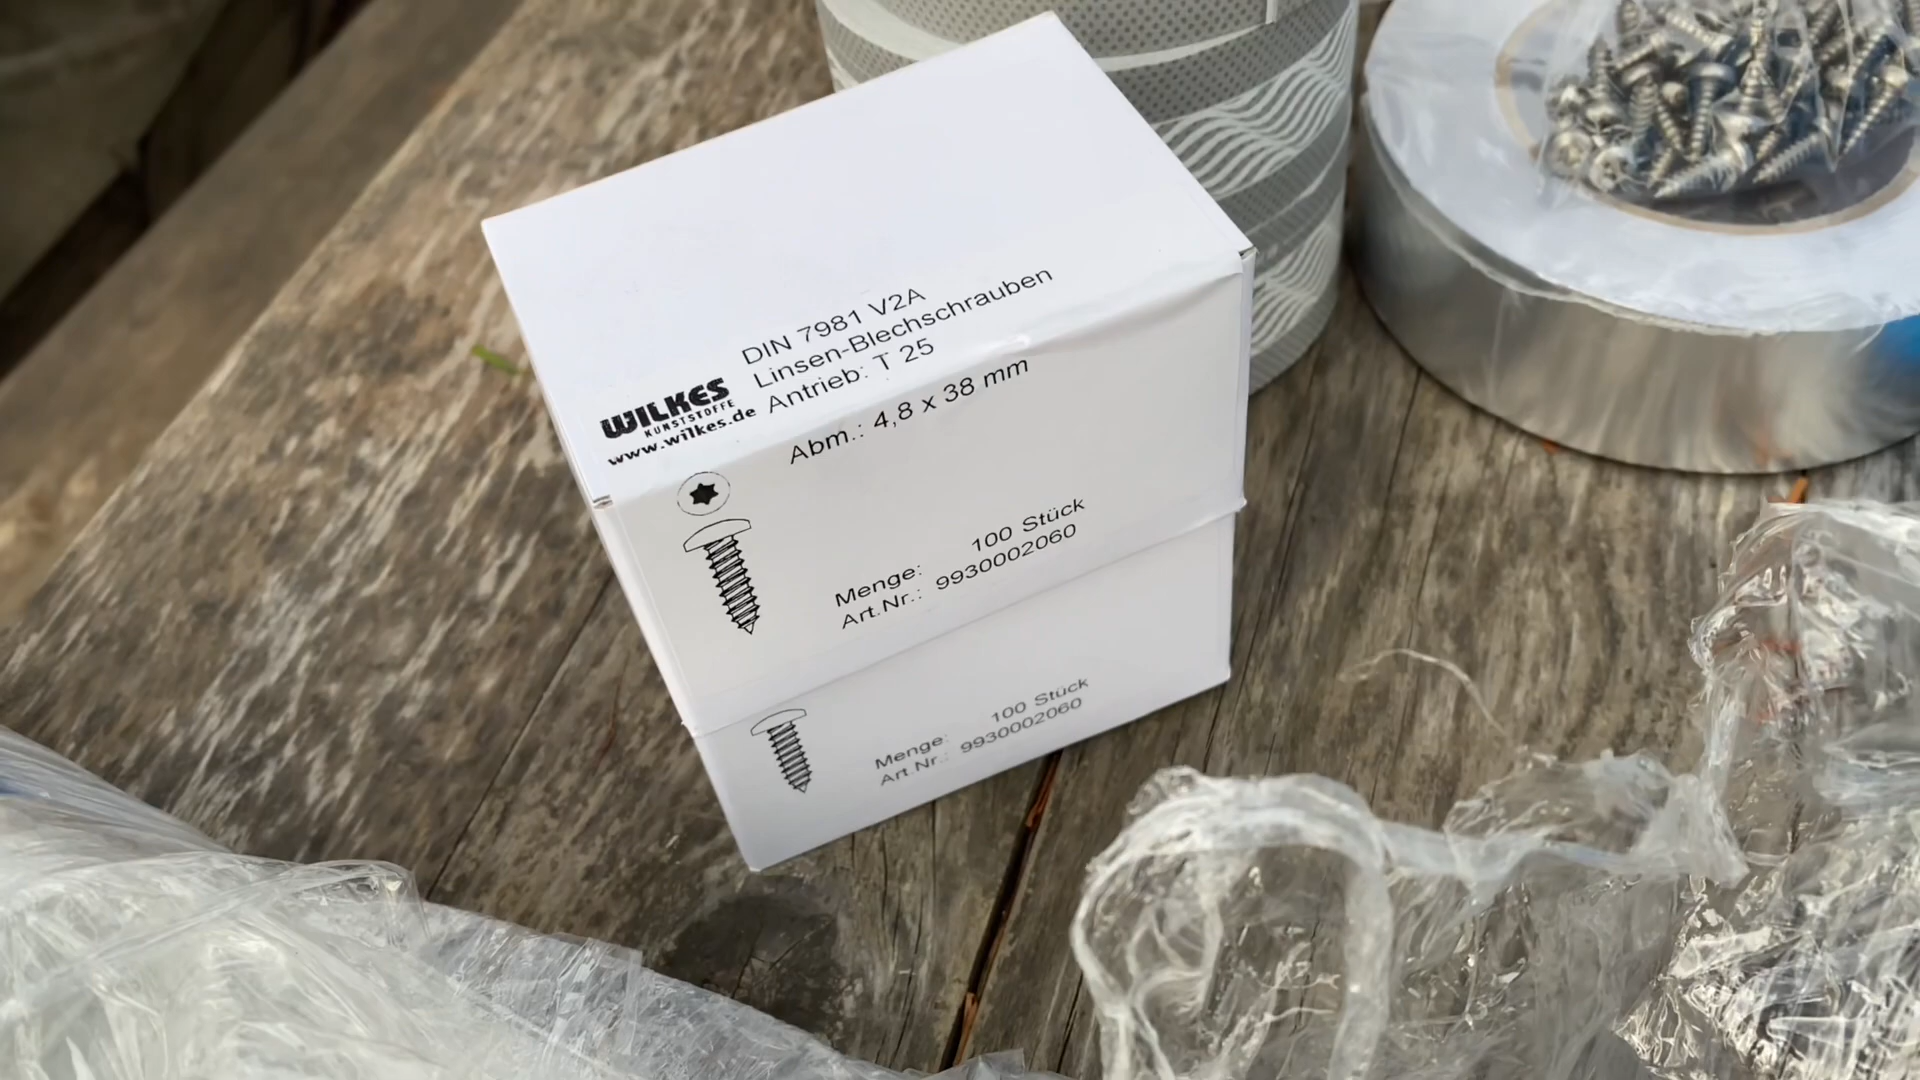 DIN 7981 V2A
Linsen-Blechschrauben
Antrieb: T 25
WILKES
KUNSTSTOFFE
www.wilkes.de
Abm.: 4,8 x 38 mm
Menge: 100 Stück
Art.Nr.: 9930002060
Menge: 100 Stück
Art.Nr.: 9930002060